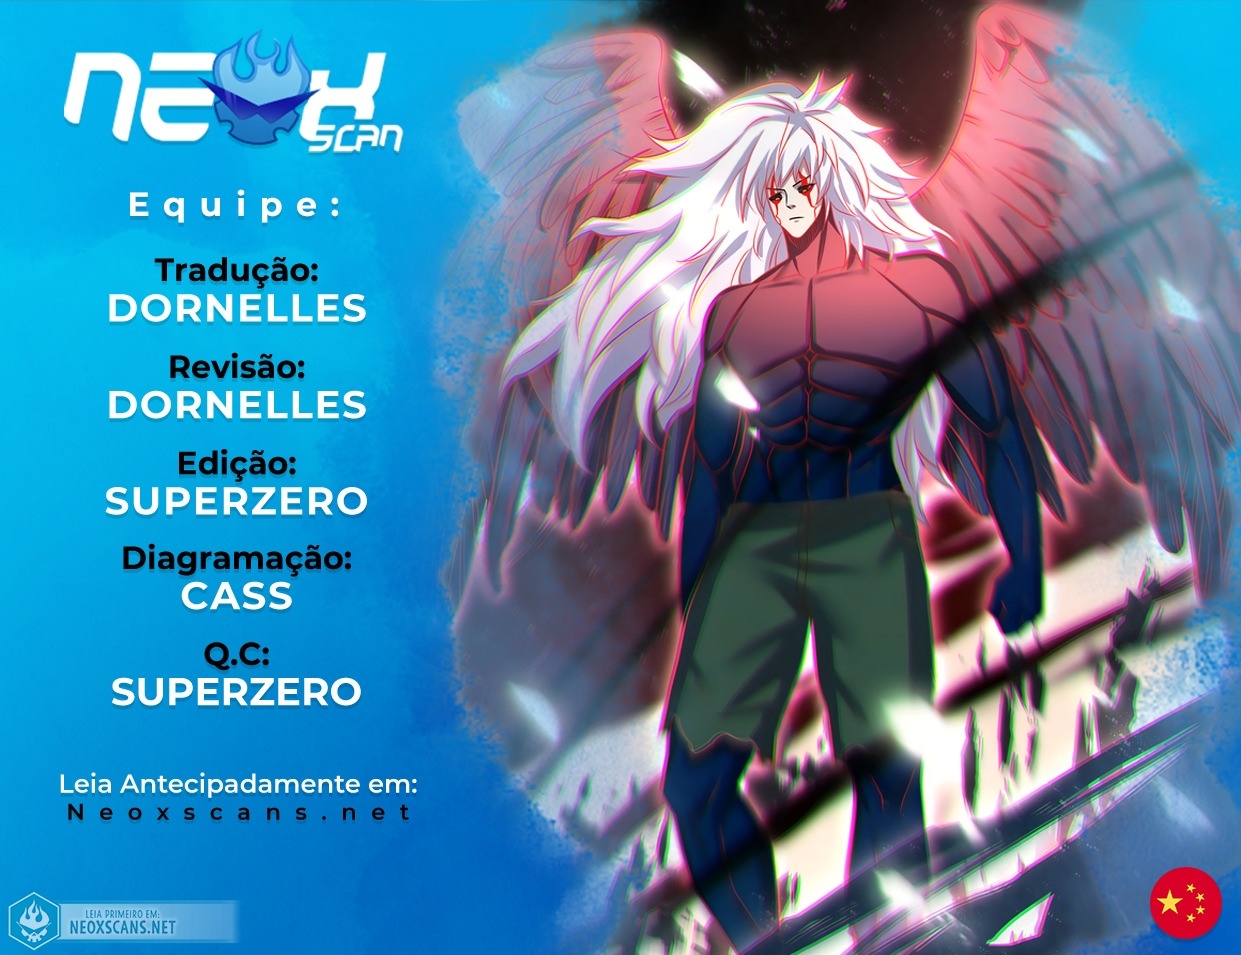 NEOX
SCAN
Equipe:
Tradução:
DORNELLES
Revisão:
DORNELLES
Edição:
SUPERZERO
Diagramação:
CASS
Q.C:
SUPERZERO
Leia Antecipadamente em:
Neoxscans.net
LEIA PRIMEIRO EM:
NEOXSCANS.NET